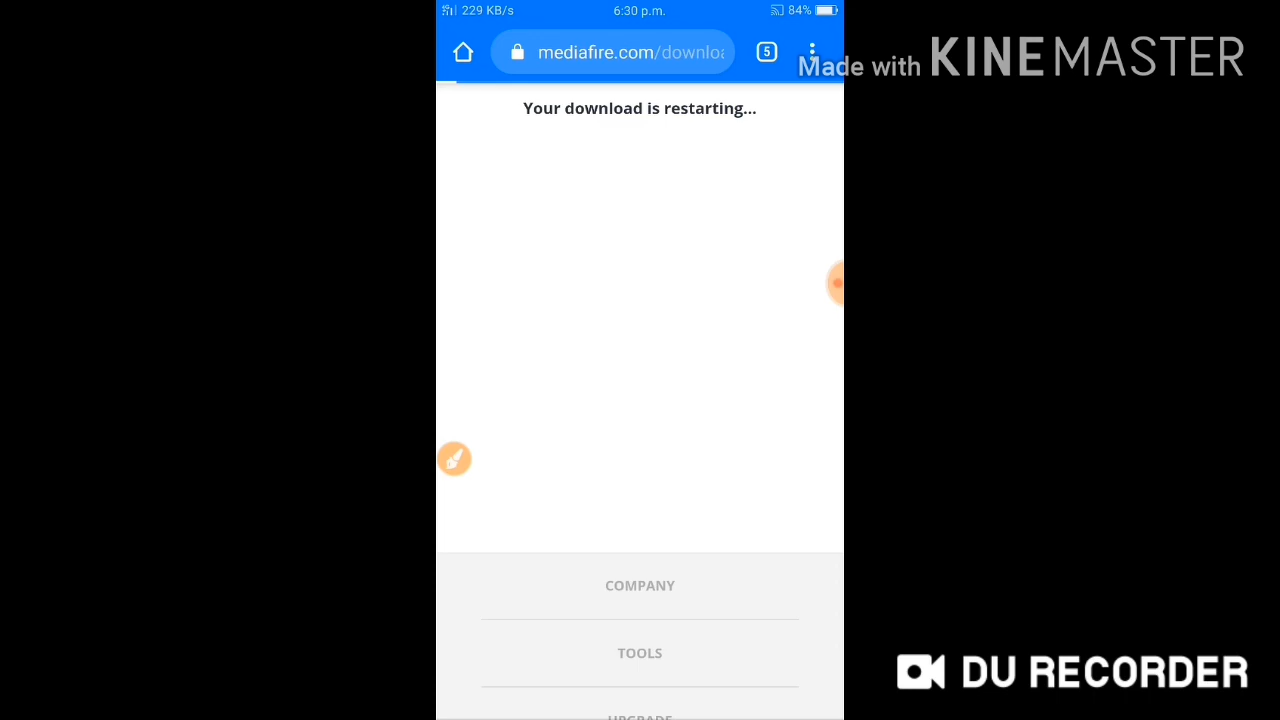 229 KB/s 6:30 p.m. 84%
mediafire.com/downloa 5
Made with KINEMASTER
Your download is restarting...
COMPANY
TOOLS
UPGRADE
DU RECORDER